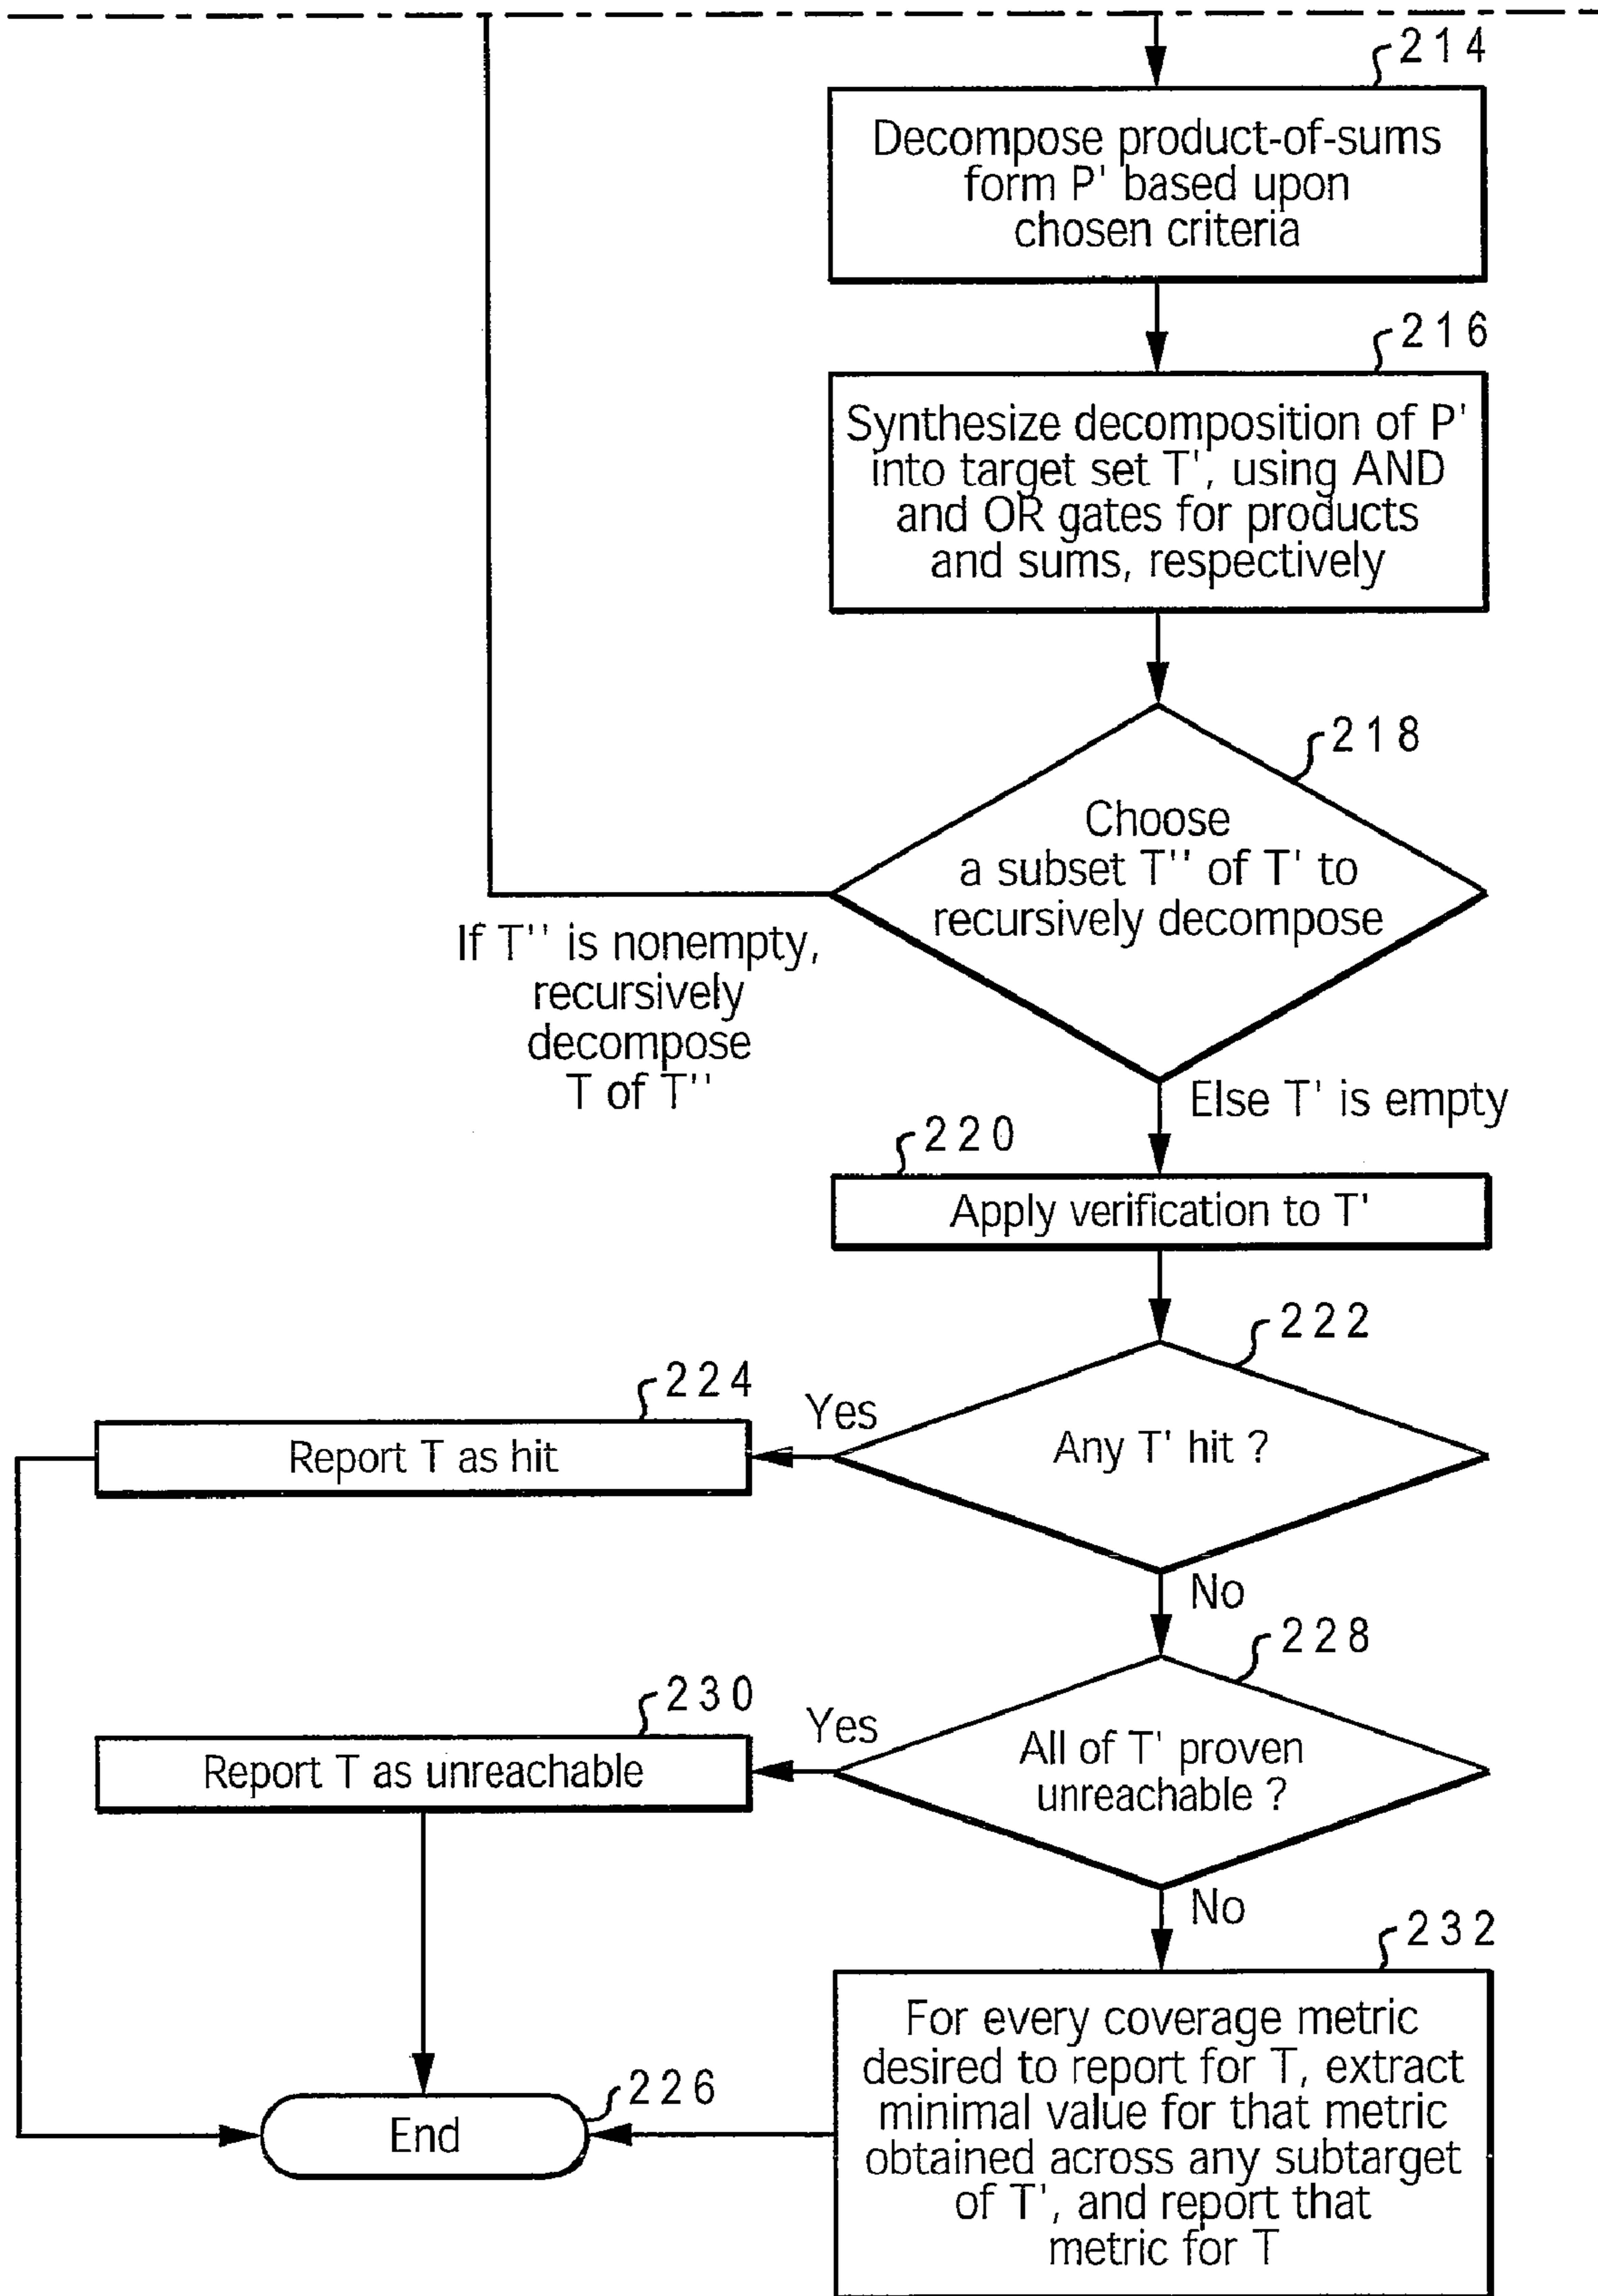 214
Decompose product-of-sums
form P' based upon
chosen criteria
216
Synthesize decomposition of P'
into target set T', using AND
and OR gates for products
and sums, respectively
218
Choose
a subset T'' of T' to
recursively decompose
If T'' is nonempty,
recursively
decompose
T of T''
Else T' is empty
220
Apply verification to T'
222
Any T' hit ?
Yes
224
Report T as hit
No
228
All of T' proven
unreachable ?
Yes
230
Report T as unreachable
No
232
For every coverage metric
desired to report for T, extract
minimal value for that metric
obtained across any subtarget
of T', and report that
metric for T
226
End